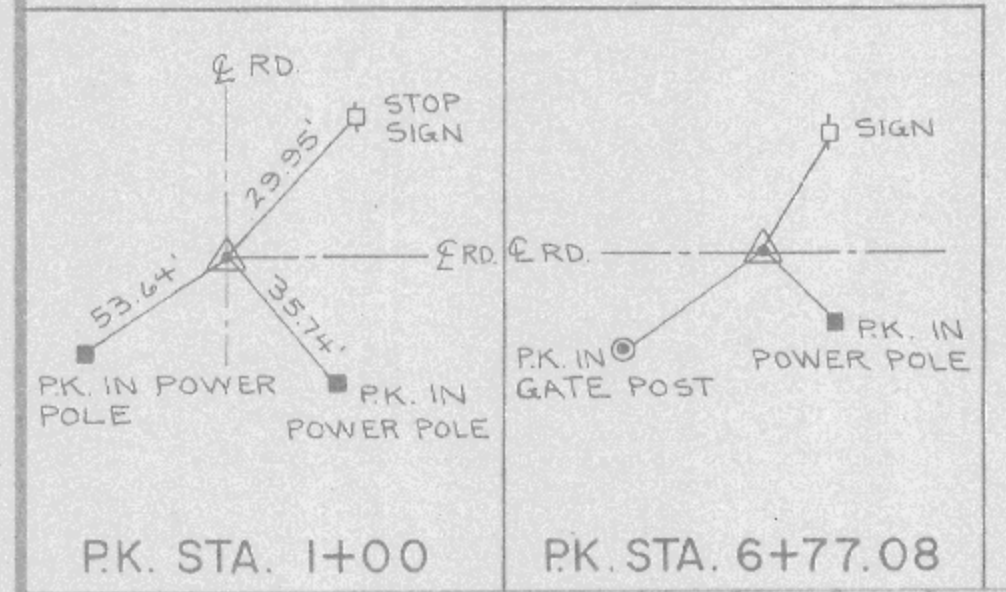 ℄ RD.
STOP
SIGN
29.95'
℄ RD.
53.64'
35.74'
P.K. IN POWER
POLE
P.K. IN
POWER POLE
P.K. STA. 1+00
SIGN
℄ RD.
P.K. IN
GATE POST
P.K. IN
POWER POLE
P.K. STA. 6+77.08